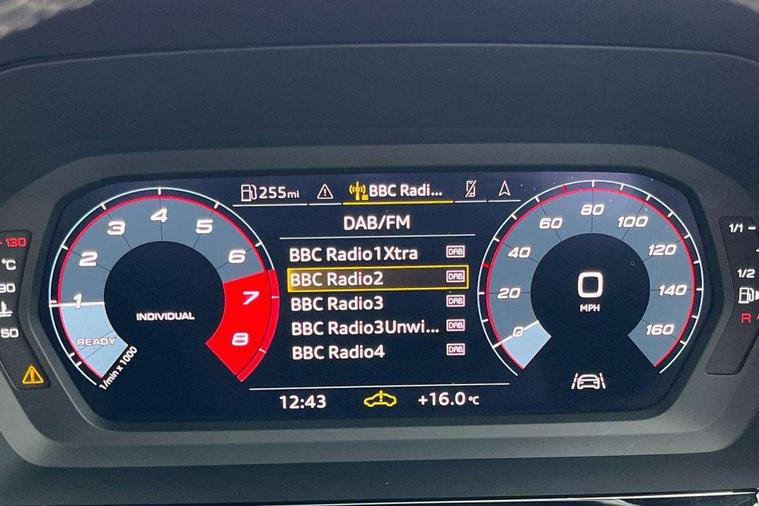 255mi BBC Radi...
DAB/FM
BBC Radio1Xtra DAB
BBC Radio2 DAB
BBC Radio3 DAB
BBC Radio3Unwi... DAB
BBC Radio4 DAB
12:43 +16.0°C
READY 1 2 3 4 5 6 7 8
INDIVIDUAL
1/min x 1000
0 20 40 60 80 100 120 140 160
0
MPH
130
°C
90
50
1/1
1/2
R